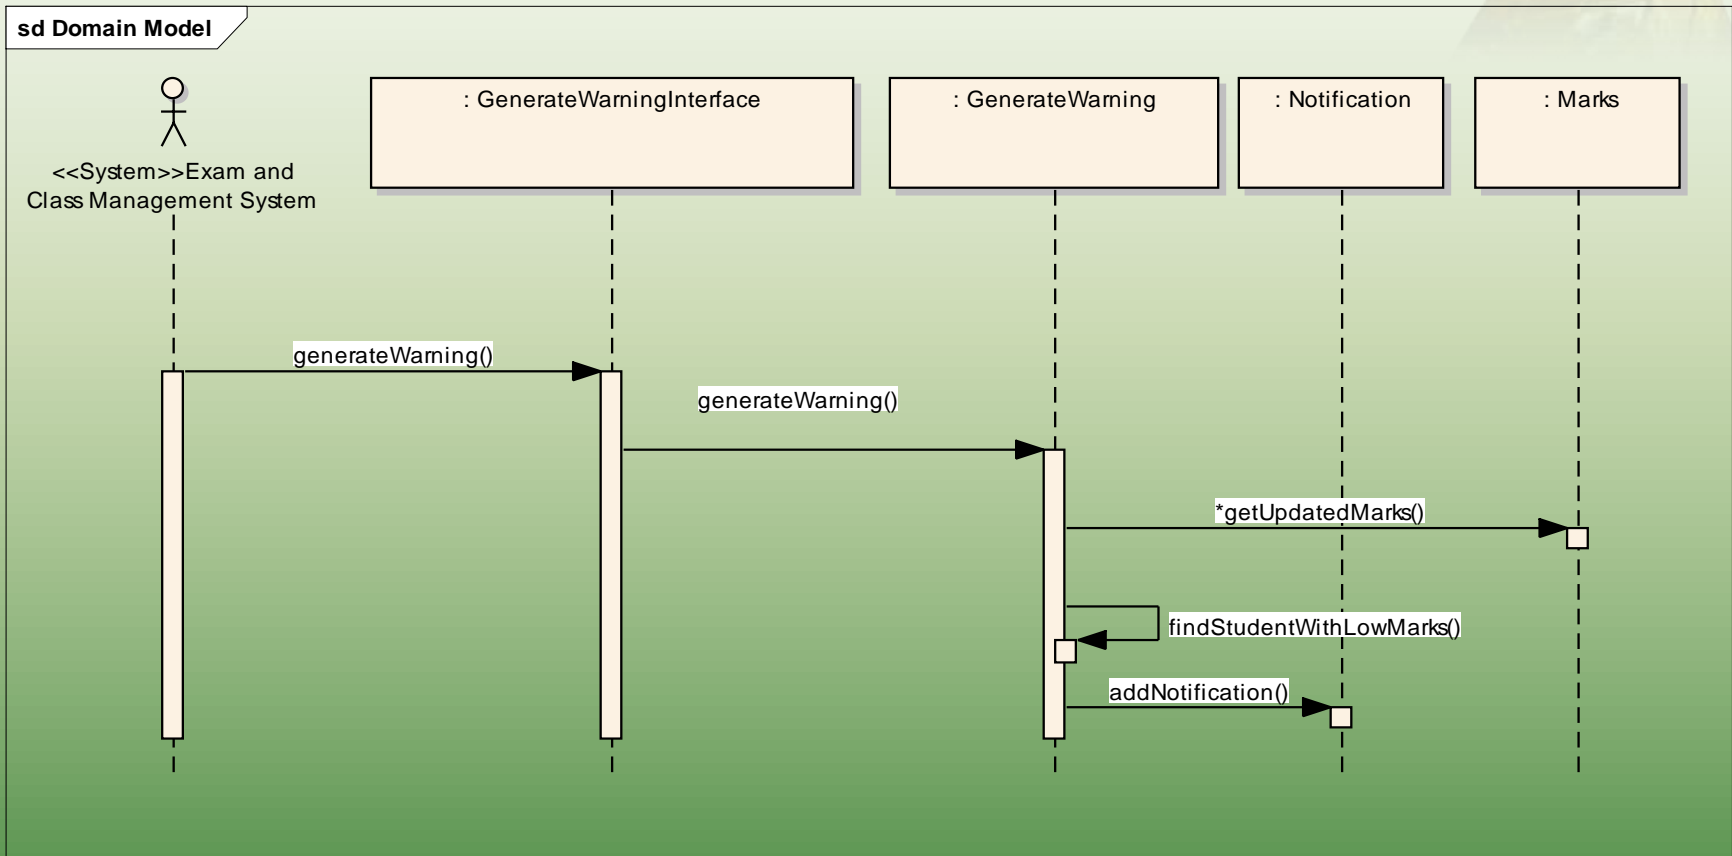 sd Domain Model
: GenerateWarningInterface
: GenerateWarning
: Notification
: Marks
<<System>>Exam and
Class Management System
generateWarning()
generateWarning()
*getUpdatedMarks()
findStudentWithLowMarks()
addNotification()